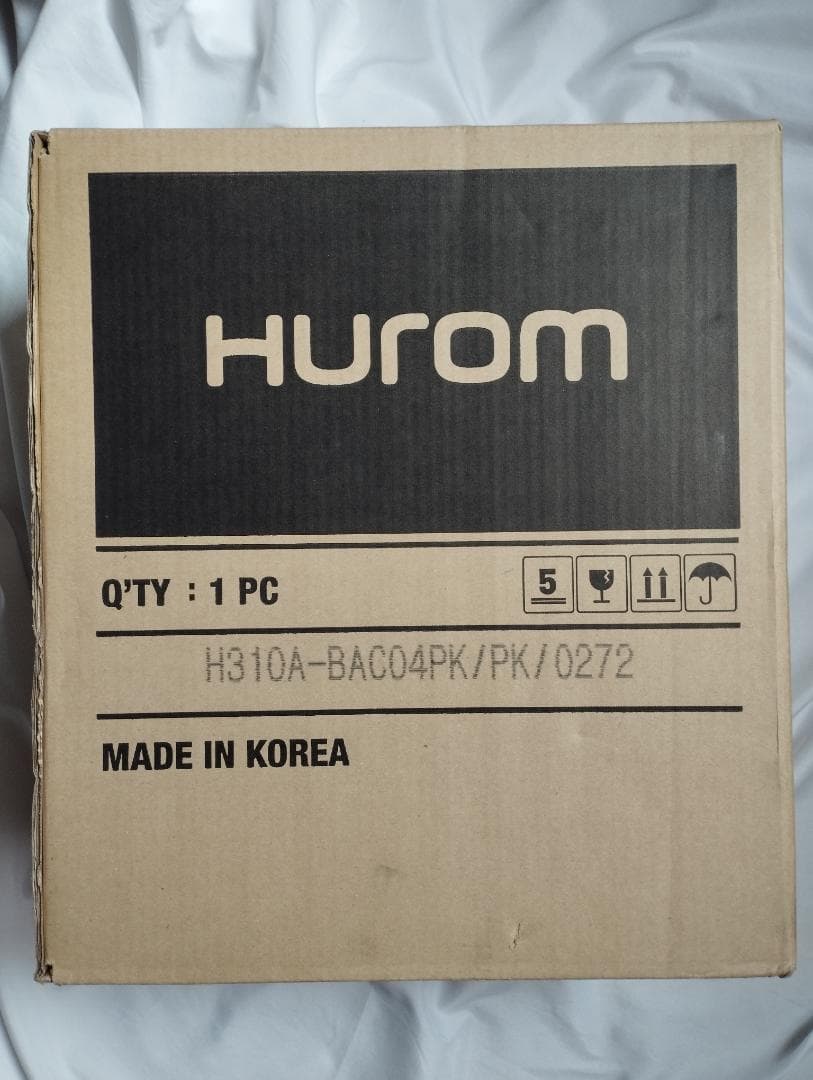 HUROM
Q'TY : 1 PC
5
H310A-BAC04PK/PK/0272
MADE IN KOREA